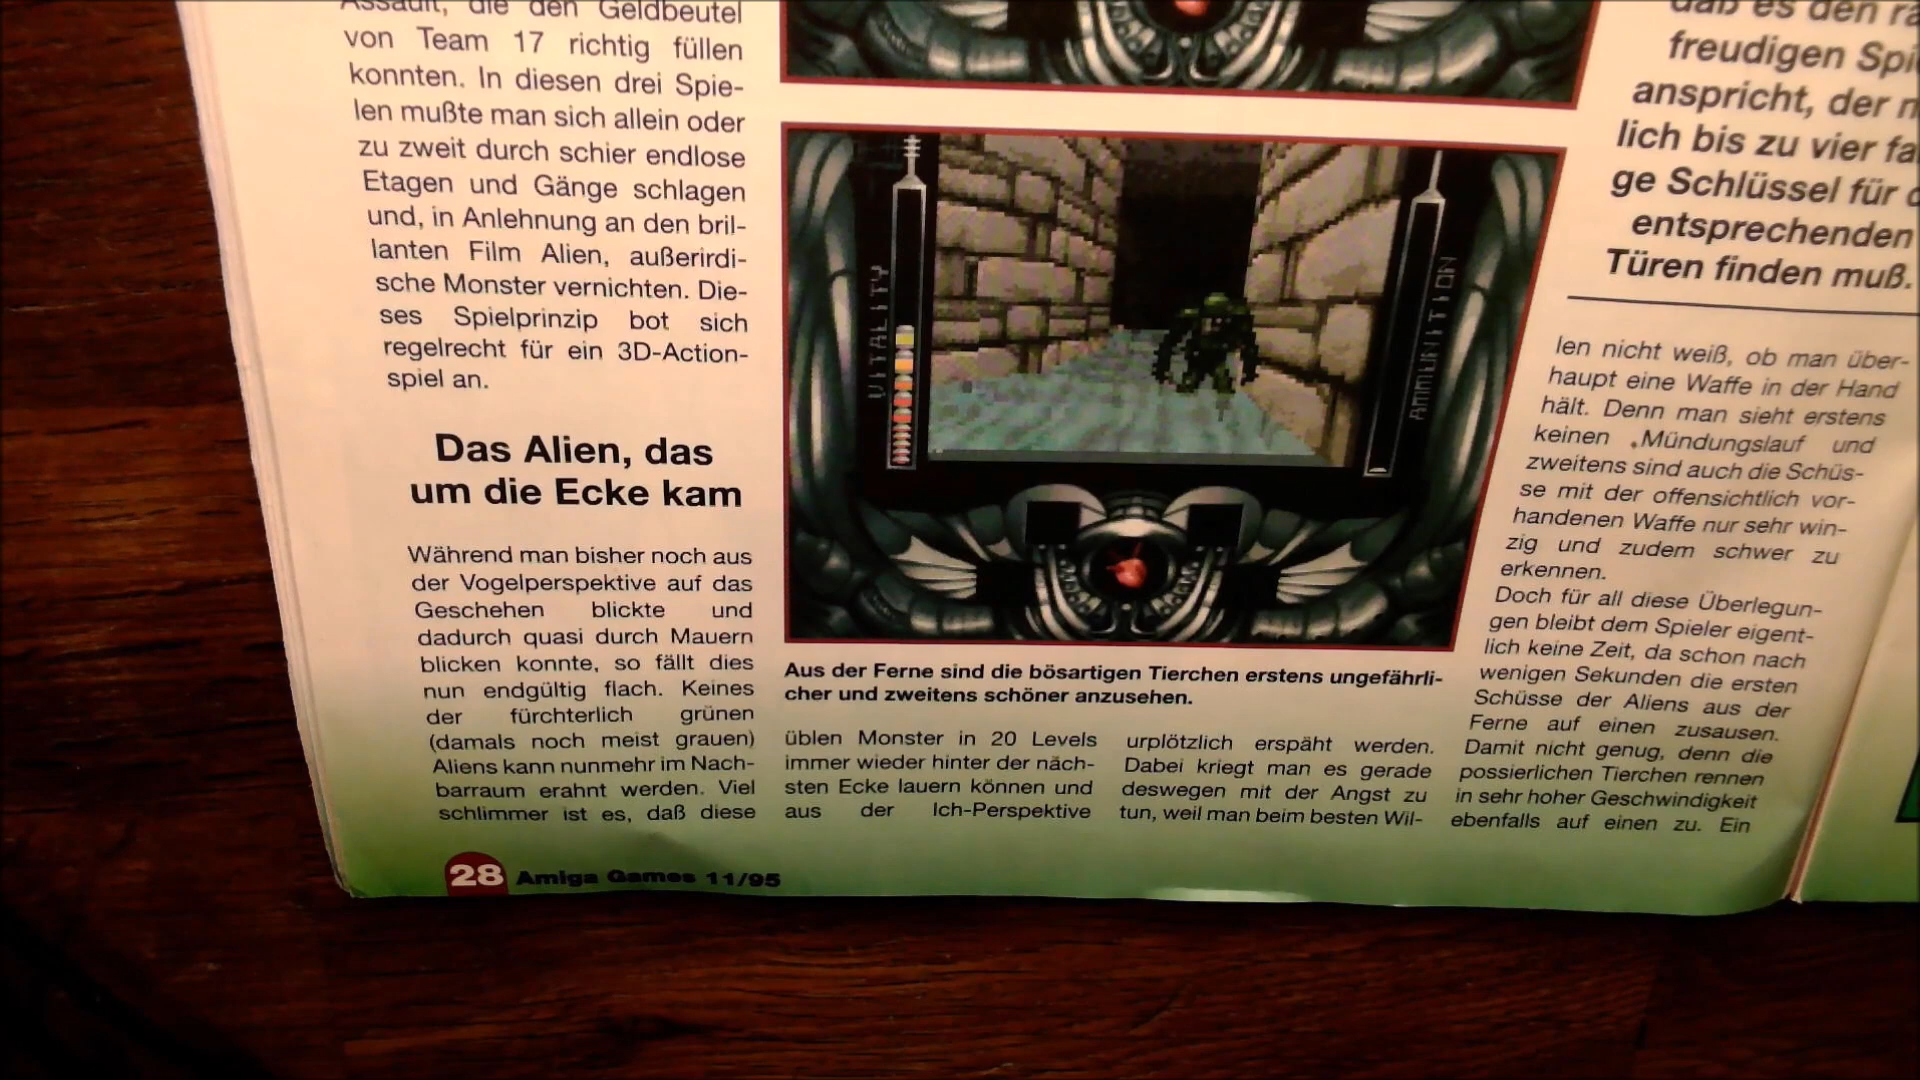 Assault, die den Geldbeutel
von Team 17 richtig füllen
konnten. In diesen drei Spie-
len mußte man sich allein oder
zu zweit durch schier endlose
Etagen und Gänge schlagen
und, in Anlehnung an den bril-
lanten Film Alien, außerirdi-
sche Monster vernichten. Die-
ses Spielprinzip bot sich
regelrecht für ein 3D-Action-
spiel an.
Das Alien, das
um die Ecke kam
Während man bisher noch aus
der Vogelperspektive auf das
Geschehen blickte und
dadurch quasi durch Mauern
blicken konnte, so fällt dies
nun endgültig flach. Keines
der fürchterlich grünen
(damals noch meist grauen)
Aliens kann nunmehr im Nach-
barraum erahnt werden. Viel
schlimmer ist es, daß diese
VITALITY
AMMUNITION
Aus der Ferne sind die bösartigen Tierchen erstens ungefährli-
cher und zweitens schöner anzusehen.
üblen Monster in 20 Levels
immer wieder hinter der näch-
sten Ecke lauern können und
aus der Ich-Perspektive
urplötzlich erspäht werden.
Dabei kriegt man es gerade
deswegen mit der Angst zu
tun, weil man beim besten Wil-
daß es den
freudigen
anspricht, der
lich bis zu vier
ge Schlüssel für
entsprechenden
Türen finden muß.
len nicht weiß, ob man über-
haupt eine Waffe in der Hand
hält. Denn man sieht erstens
keinen Mündungslauf und
zweitens sind auch die Schüs-
se mit der offensichtlich vor-
handenen Waffe nur sehr win-
zig und zudem schwer zu
erkennen.
Doch für all diese Überlegun-
gen bleibt dem Spieler eigent-
lich keine Zeit, da schon nach
wenigen Sekunden die ersten
Schüsse der Aliens aus der
Ferne auf einen zusausen.
Damit nicht genug, denn die
possierlichen Tierchen rennen
in sehr hoher Geschwindigkeit
ebenfalls auf einen zu. Ein
28 Amiga Games 11/95